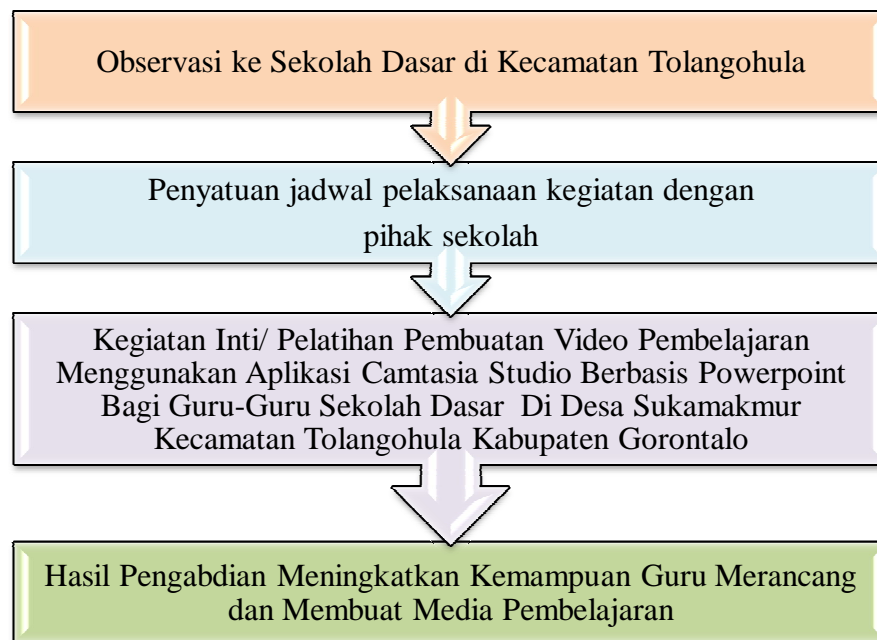 Observasi ke Sekolah Dasar di Kecamatan Tolangohula
Penyatuan jadwal pelaksanaan kegiatan dengan
pihak sekolah
Kegiatan Inti/ Pelatihan Pembuatan Video Pembelajaran
Menggunakan Aplikasi Camtasia Studio Berbasis Powerpoint
Bagi Guru-Guru Sekolah Dasar Di Desa Sukamakmur
Kecamatan Tolangohula Kabupaten Gorontalo
Hasil Pengabdian Meningkatkan Kemampuan Guru Merancang
dan Membuat Media Pembelajaran